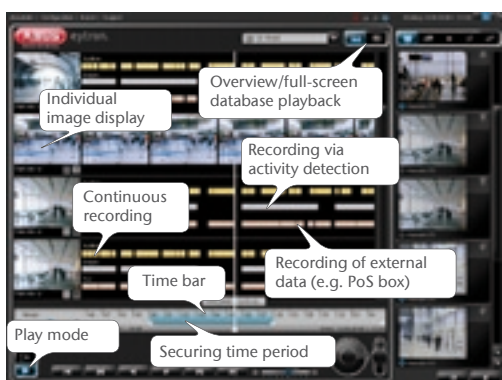 Overview/full-screen
database playback
Individual
image display
Recording via
activity detection
Continuous
recording
Recording of external
data (e.g. PoS box)
Time bar
Play mode
Securing time period